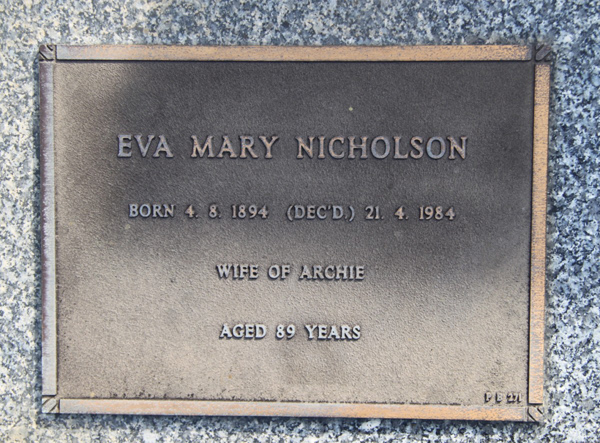 EVA MARY NICHOLSON
BORN 4. 8. 1894 (DEC'D.) 21. 4. 1984
WIFE OF ARCHIE
AGED 89 YEARS